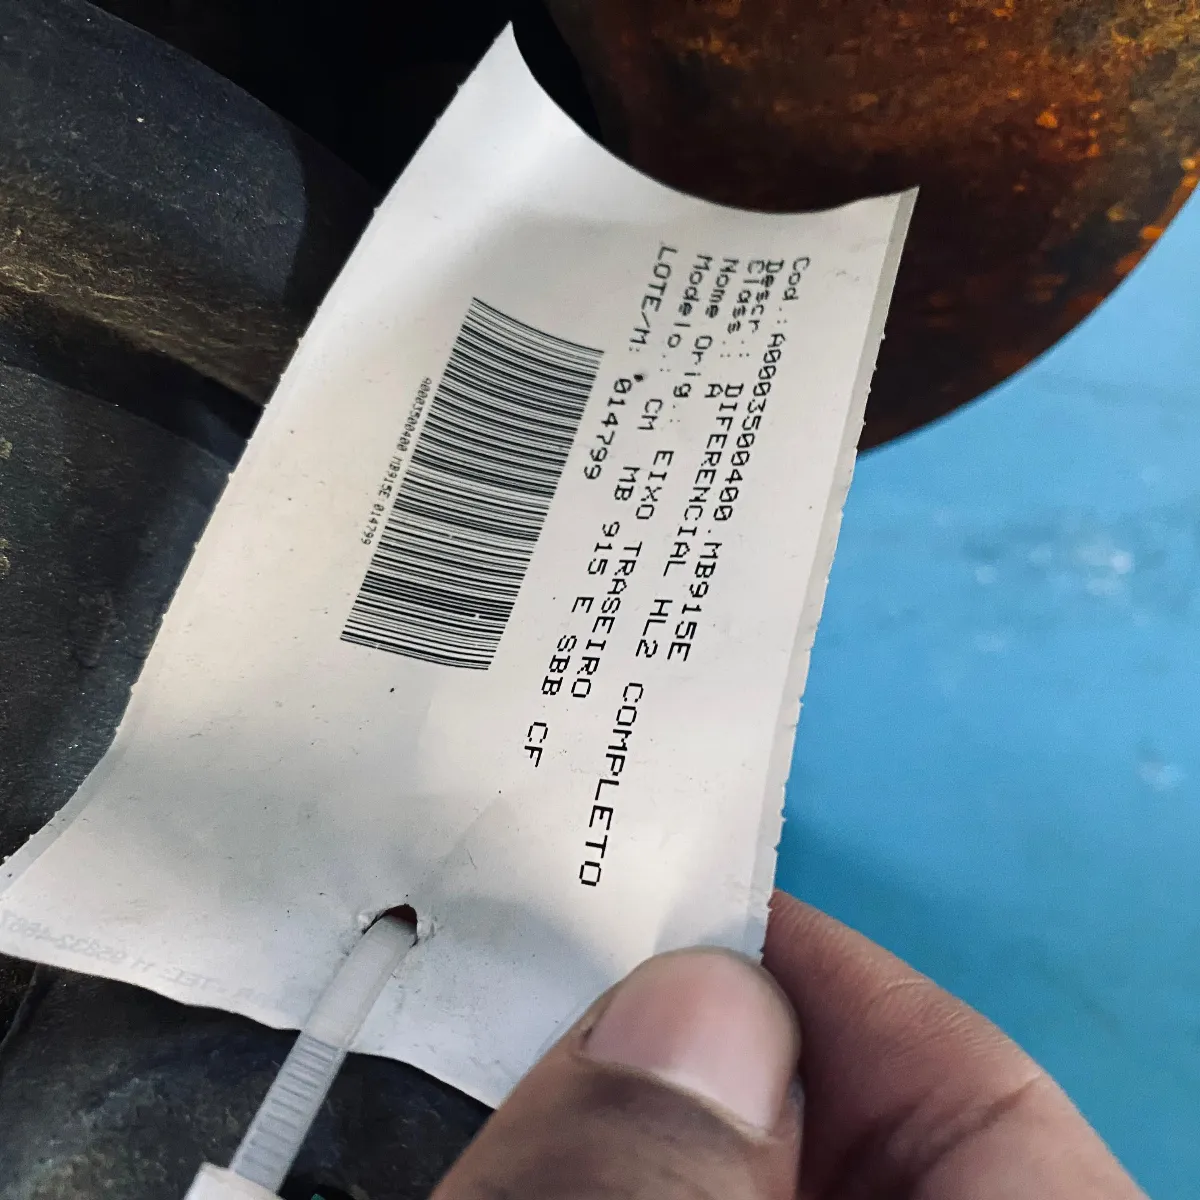 Cod.:A0003500400.MB915E
Descr.: DIFERENCIAL HL2 COMPLETO
Class.: A
Nome Orig.: EIXO TRASEIRO
Modelo.: CM MB 915 E SBB CF
LOTE/M: 014799
A0003500400.MB915E 014799